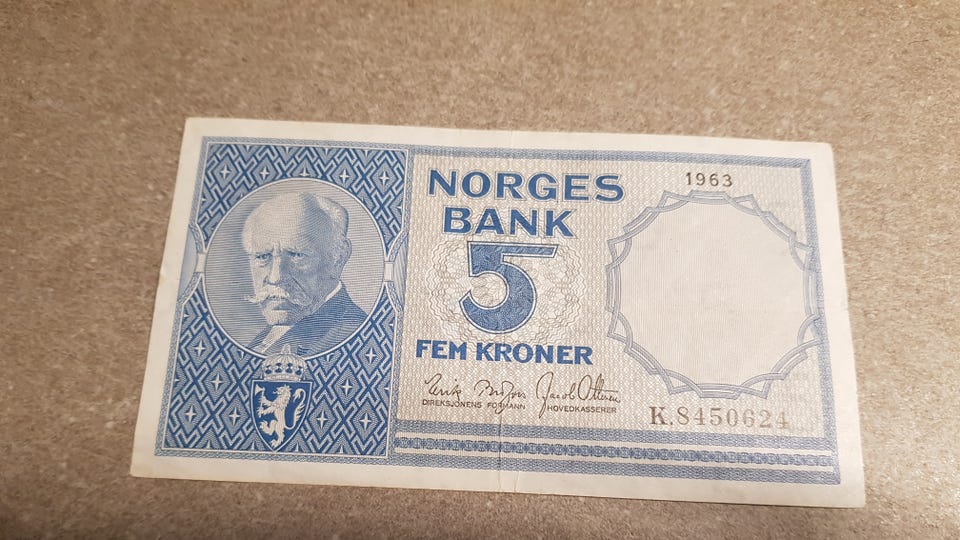 NORGES
BANK
1963
5
FEM KRONER
DIREKSJONENS FORMANN
HOVEDKASSERER
K.8450624